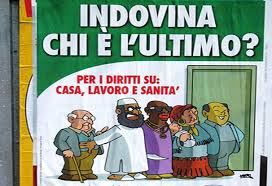 INDOVINA
CHI È L'ULTIMO?
PER I DIRITTI SU:
CASA, LAVORO E SANITA'